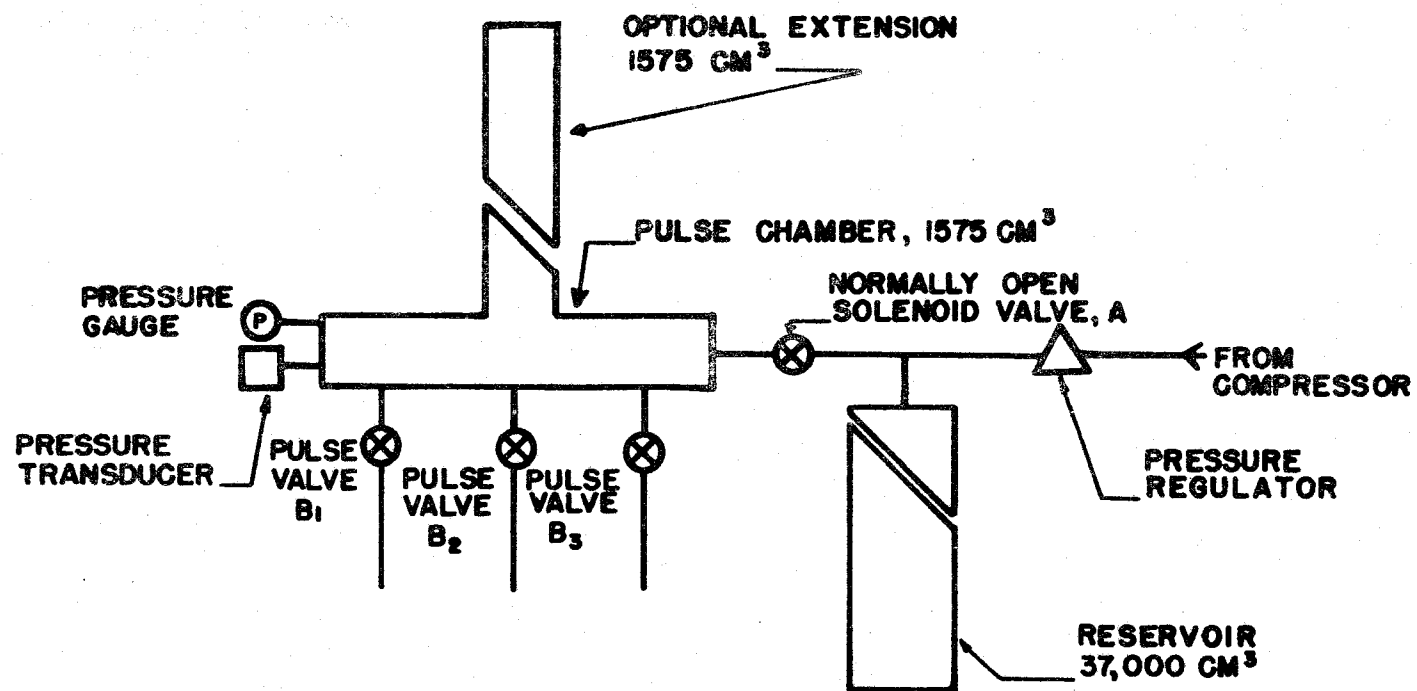 OPTIONAL EXTENSION
1575 CM³
PULSE CHAMBER, 1575 CM³
NORMALLY OPEN
SOLENOID VALVE, A
PRESSURE
GAUGE
P
FROM
COMPRESSOR
PRESSURE
TRANSDUCER
PULSE
VALVE
B₁
PULSE
VALVE
B₂
PULSE
VALVE
B₃
PRESSURE
REGULATOR
RESERVOIR
37,000 CM³